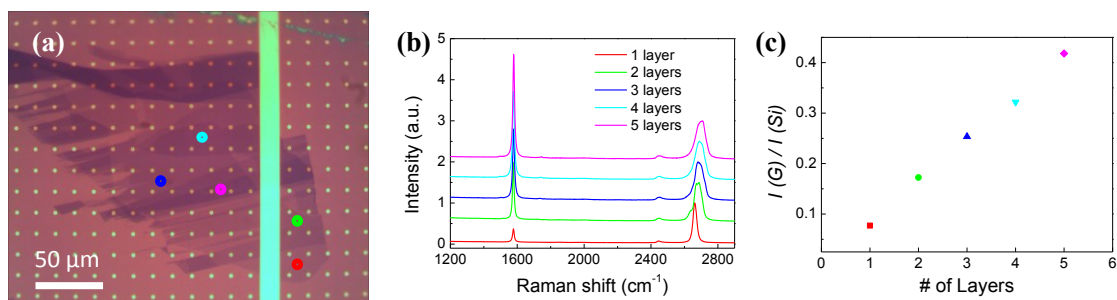 (a)
50 μm
(b)
5
4
3
2
1
0
1200
1600
2000
2400
2800
Intensity (a.u.)
Raman shift (cm⁻¹)
1 layer
2 layers
3 layers
4 layers
5 layers
(c)
0.4
0.3
0.2
0.1
0
1
2
3
4
5
6
I (G) / I (Si)
# of Layers